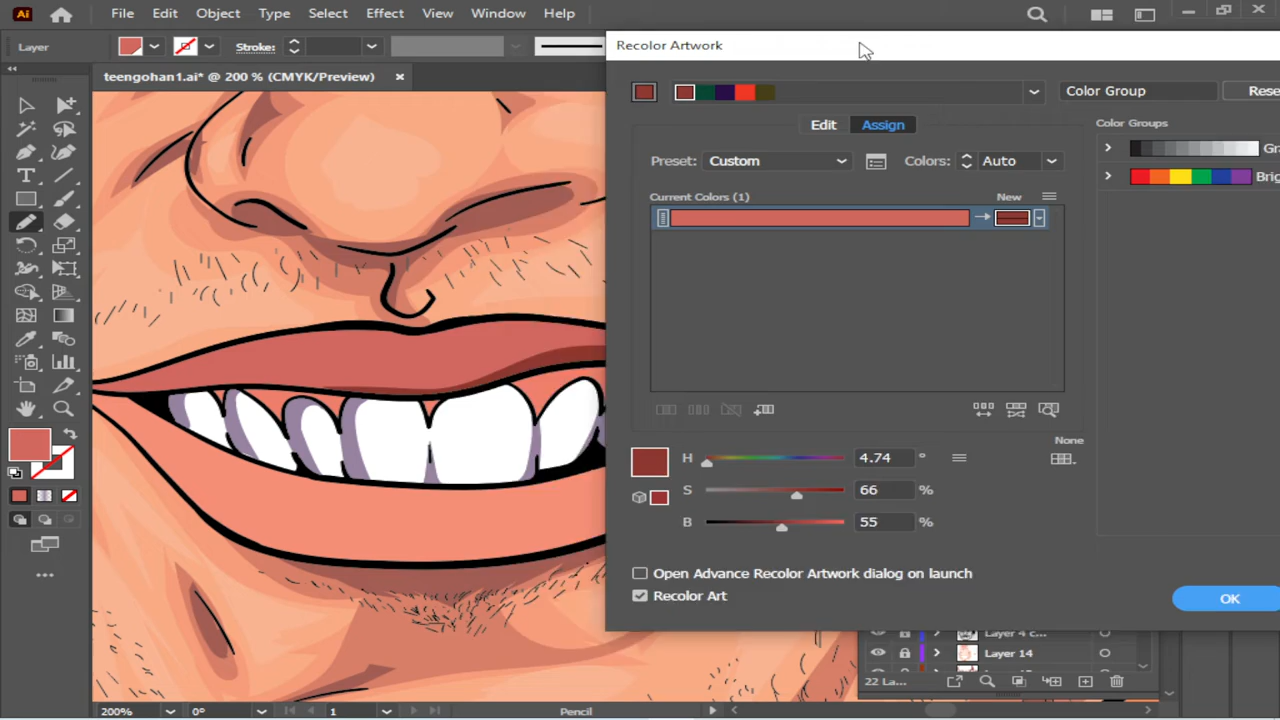 Ai File Edit Object Type Select Effect View Window Help
Layer Stroke:
Recolor Artwork
teengohan1.ai* @ 200 % (CMYK/Preview) ×
Color Group Rese
Edit Assign
Color Groups
Preset: Custom Colors: Auto
Gr
Brig
Current Colors (1) New
None
H 4.74 °
S 66 %
B 55 %
Open Advance Recolor Artwork dialog on launch
Recolor Art
OK
Layer 4 c...
Layer 14
22 La...
200% 0° 1 Pencil